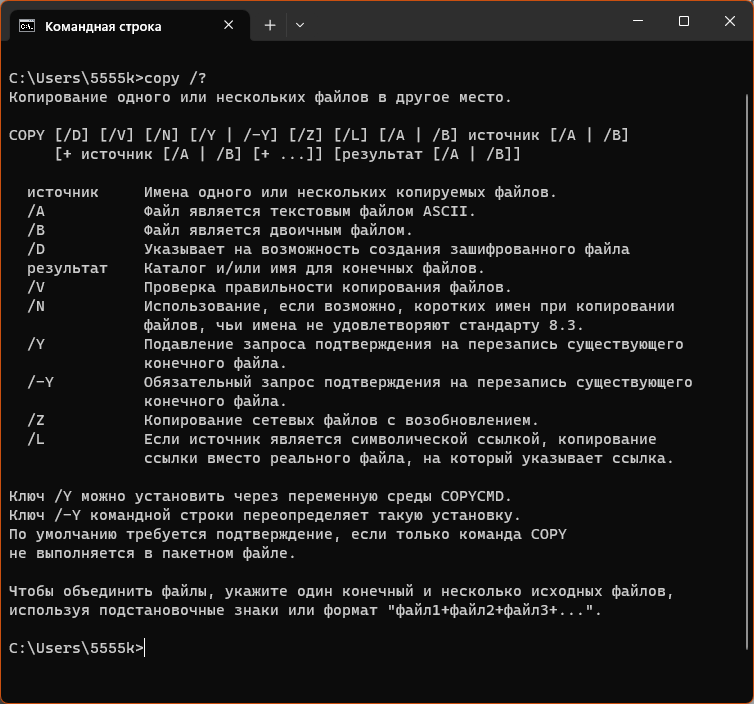 Командная строка
C:\Users\5555k>copy /?
Копирование одного или нескольких файлов в другое место.
COPY [/D] [/V] [/N] [/Y | /-Y] [/Z] [/L] [/A | /B] источник [/A | /B]
[+ источник [/A | /B] [+ ...]] [результат [/A | /B]]
источник Имена одного или нескольких копируемых файлов.
/A Файл является текстовым файлом ASCII.
/B Файл является двоичным файлом.
/D Указывает на возможность создания зашифрованного файла
результат Каталог и/или имя для конечных файлов.
/V Проверка правильности копирования файлов.
/N Использование, если возможно, коротких имен при копировании
файлов, чьи имена не удовлетворяют стандарту 8.3.
/Y Подавление запроса подтверждения на перезапись существующего
конечного файла.
/-Y Обязательный запрос подтверждения на перезапись существующего
конечного файла.
/Z Копирование сетевых файлов с возобновлением.
/L Если источник является символической ссылкой, копирование
ссылки вместо реального файла, на который указывает ссылка.
Ключ /Y можно установить через переменную среды COPYCMD.
Ключ /-Y командной строки переопределяет такую установку.
По умолчанию требуется подтверждение, если только команда COPY
не выполняется в пакетном файле.
Чтобы объединить файлы, укажите один конечный и несколько исходных файлов,
используя подстановочные знаки или формат "файл1+файл2+файл3+...".
C:\Users\5555k>